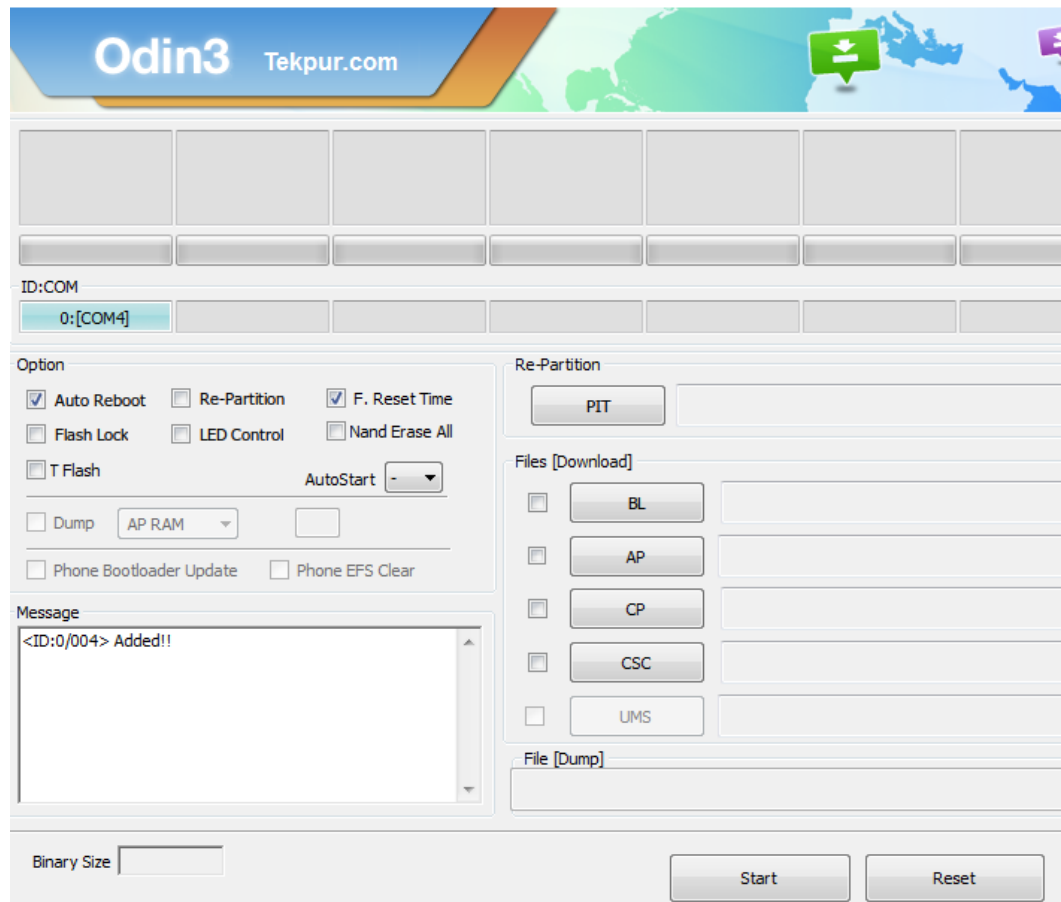 Odin3 Tekpur.com
ID:COM
0:[COM4]
Option
Auto Reboot
Re-Partition
F. Reset Time
Flash Lock
LED Control
Nand Erase All
T Flash
AutoStart -
Dump
AP RAM
Phone Bootloader Update
Phone EFS Clear
Message
<ID:0/004> Added!!
Re-Partition
PIT
Files [Download]
BL
AP
CP
CSC
UMS
File [Dump]
Binary Size
Start
Reset